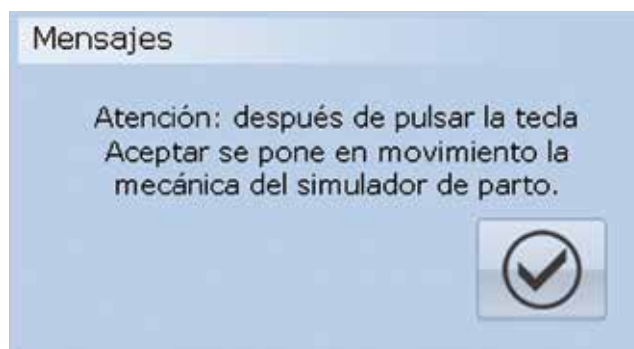 Mensajes
Atención: después de pulsar la tecla
Aceptar se pone en movimiento la
mecánica del simulador de parto.